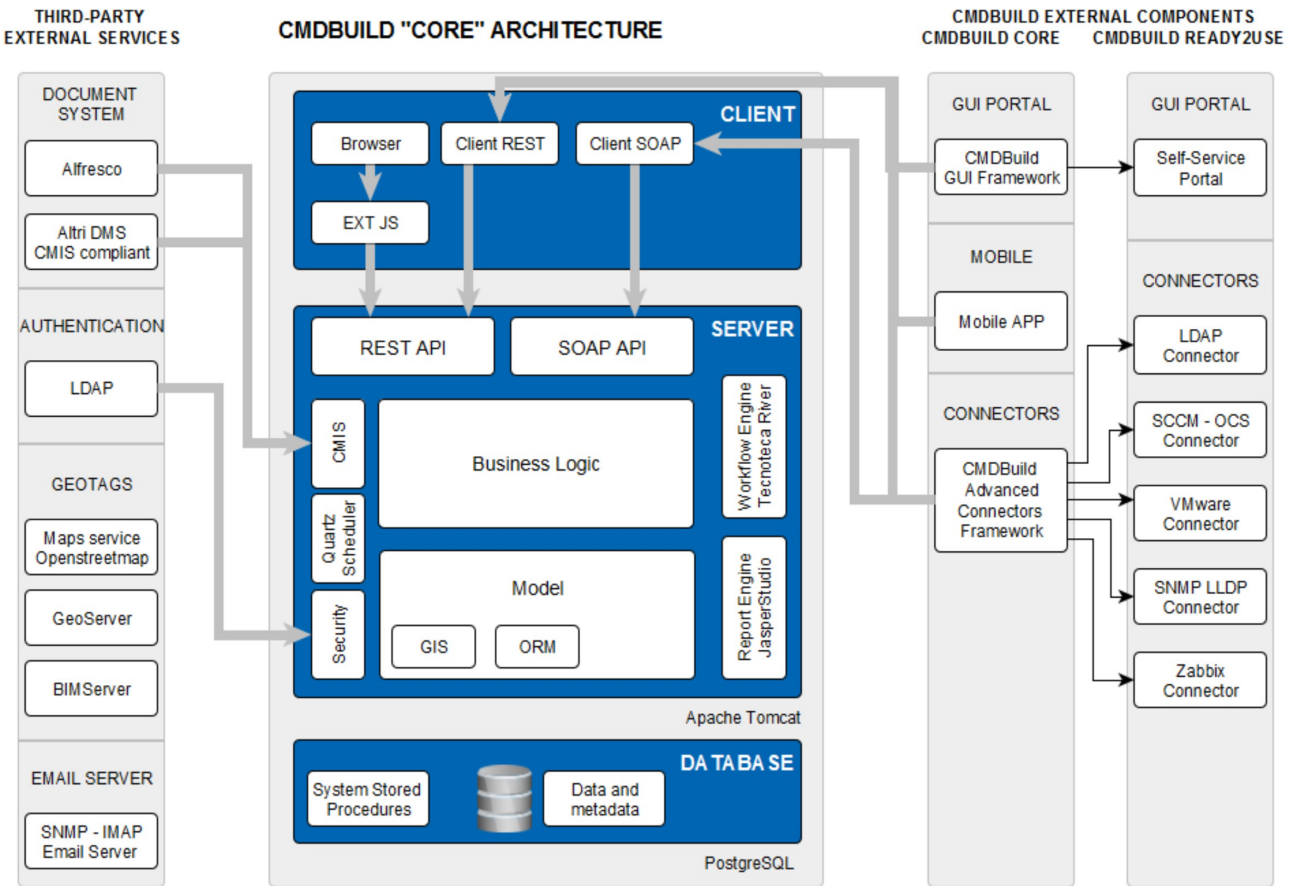 THIRD-PARTY
EXTERNAL SERVICES
DOCUMENT
SYSTEM
Alfresco
Altri DMS
CMIS compliant
AUTHENTICATION
LDAP
GEOTAGS
Maps service
Openstreetmap
GeoServer
BIMServer
EMAIL SERVER
SNMP - IMAP
Email Server
CMDBUILD "CORE" ARCHITECTURE
CLIENT
Browser
Client REST
Client SOAP
EXT JS
SERVER
REST API
SOAP API
CMIS
Quartz
Scheduler
Security
Business Logic
Model
GIS
ORM
Workflow Engine
Tecnoteca River
Report Engine
JasperStudio
Apache Tomcat
DATABASE
System Stored
Procedures
Data and
metadata
PostgreSQL
CMDBUILD EXTERNAL COMPONENTS
CMDBUILD CORE
CMDBUILD READY2USE
GUI PORTAL
CMDBuild
GUI Framework
MOBILE
Mobile APP
CONNECTORS
CMDBuild
Advanced
Connectors
Framework
GUI PORTAL
Self-Service
Portal
CONNECTORS
LDAP
Connector
SCCM - OCS
Connector
VMware
Connector
SNMP LLDP
Connector
Zabbix
Connector